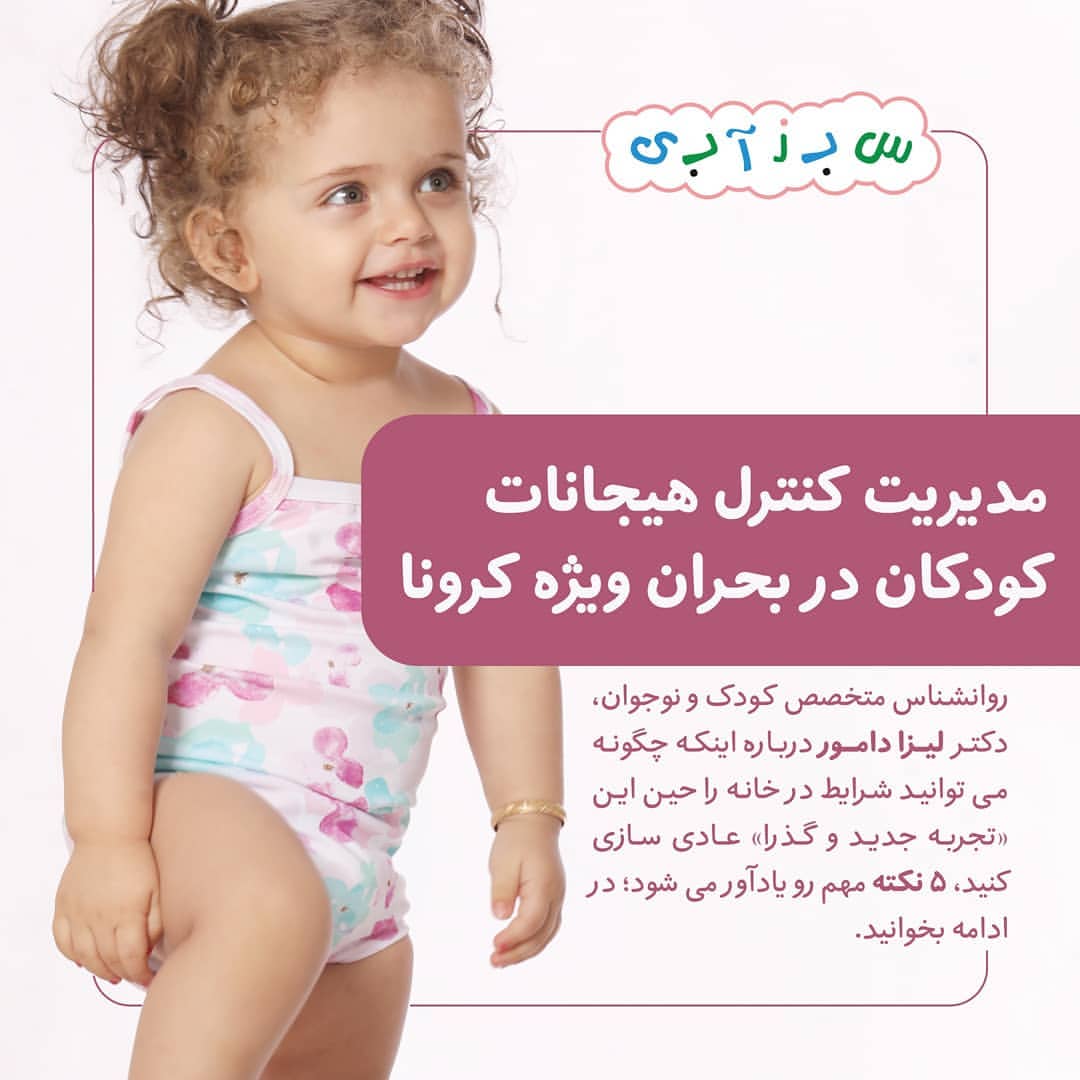 س بـ ز آ بـ ی
مدیریت کنترل هیجانات
کودکان در بحران ویژه کرونا
روانشناس متخصص کودک و نوجوان،
دکتر لیزا دامور درباره اینکه چگونه
می توانید شرایط در خانه را حین این
«تجربه جدید و گذرا» عادی سازی
کنید، ۵ نکته مهم رو یادآور می شود؛ در
ادامه بخوانید.